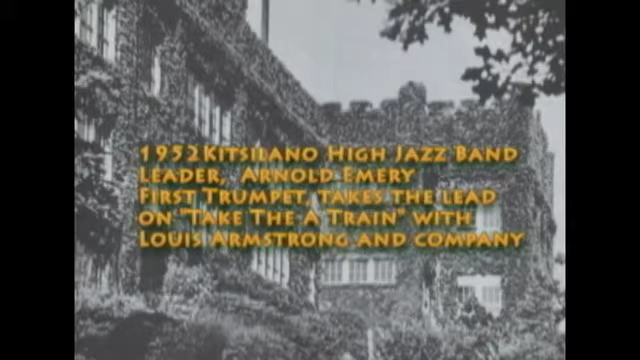 1952Kitsilano High Jazz Band
Leader, Arnold Emery
First Trumpet, takes the lead
on "Take The A Train" with
Louis Armstrong and company